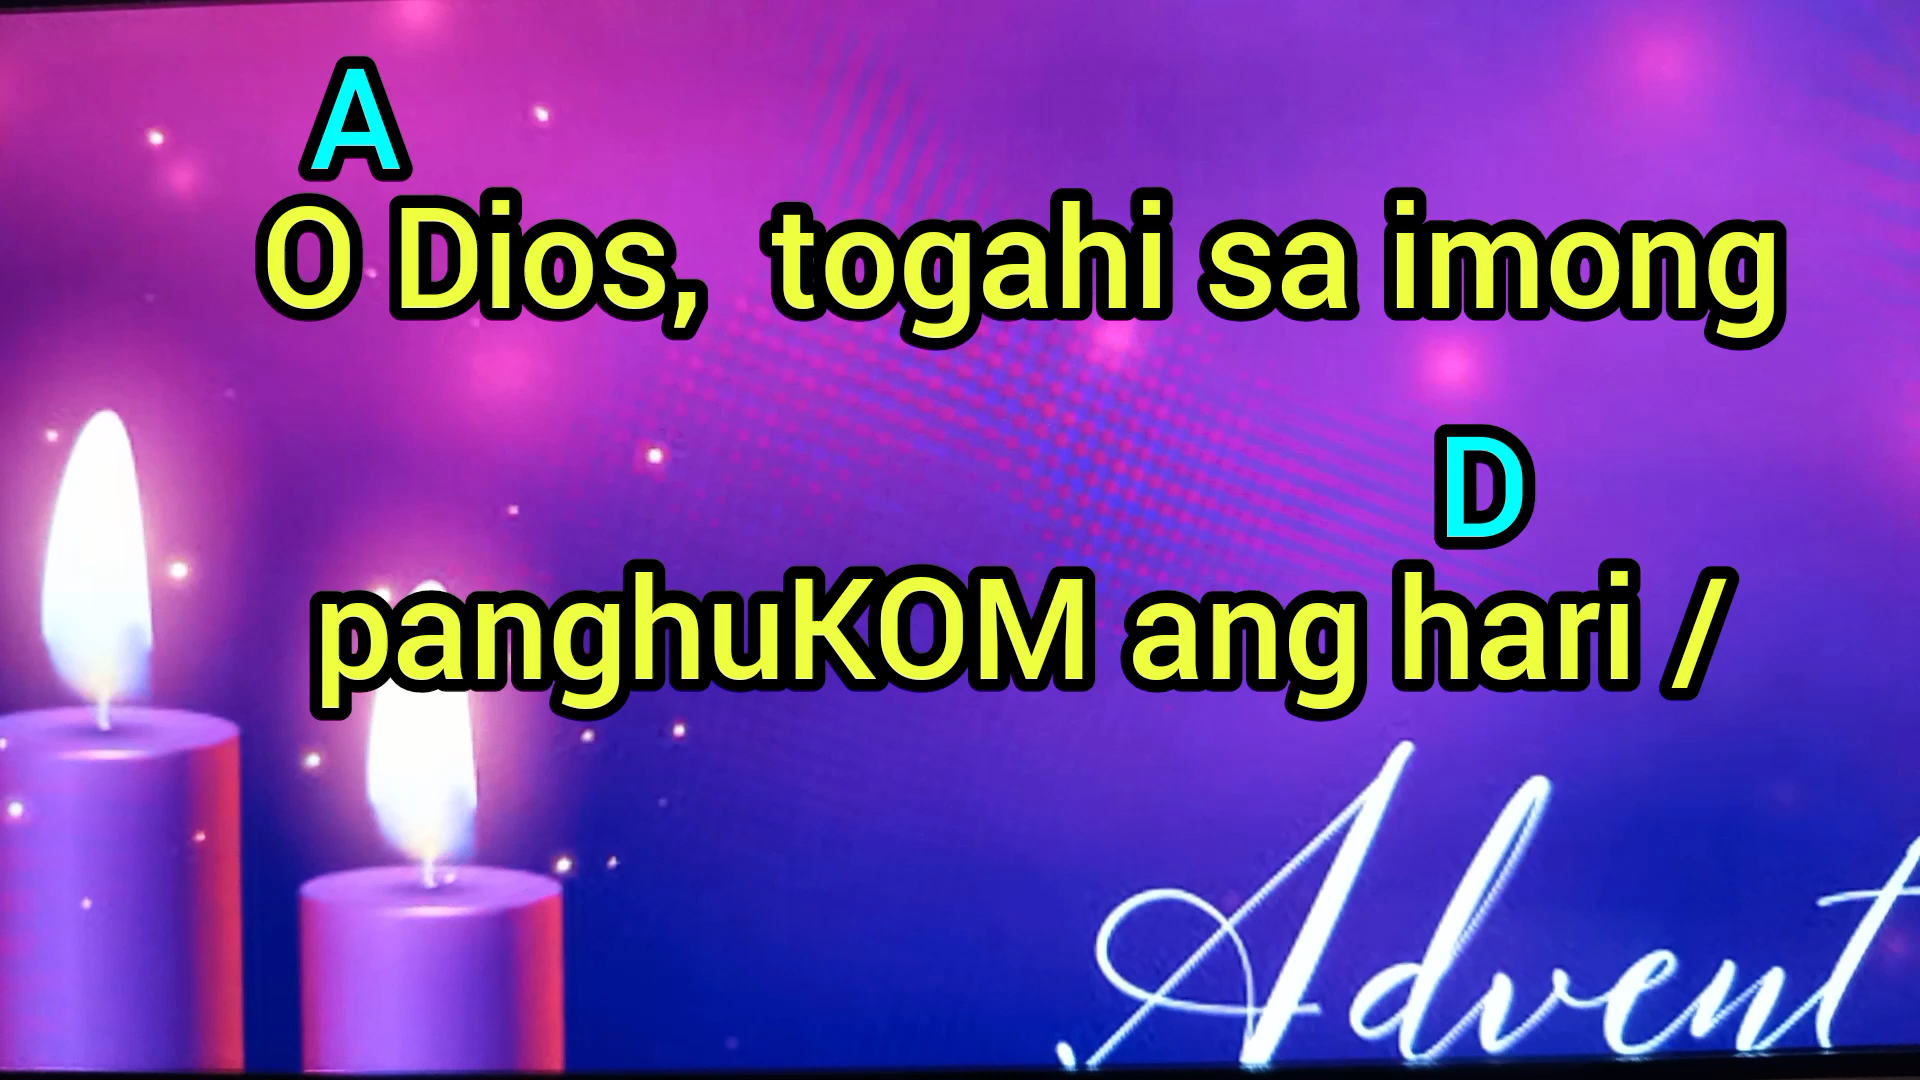 A
O Dios, togahi sa imong
D
panghuKOM ang hari /
Advent